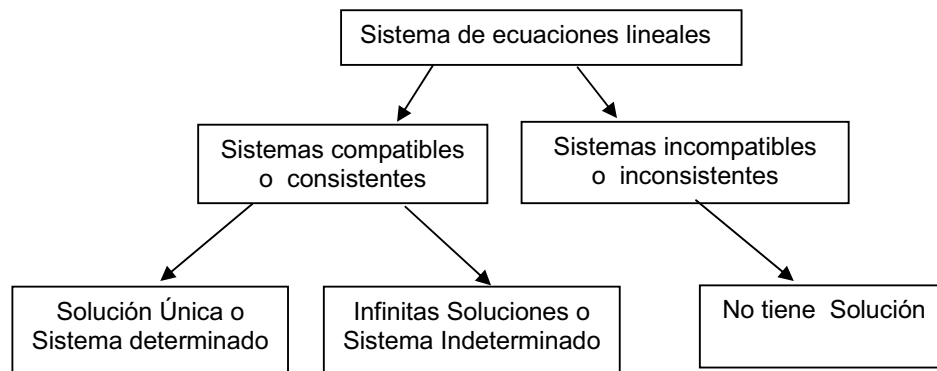 Sistema de ecuaciones lineales
Sistemas compatibles
o consistentes
Sistemas incompatibles
o inconsistentes
Solución Única o
Sistema determinado
Infinitas Soluciones o
Sistema Indeterminado
No tiene Solución